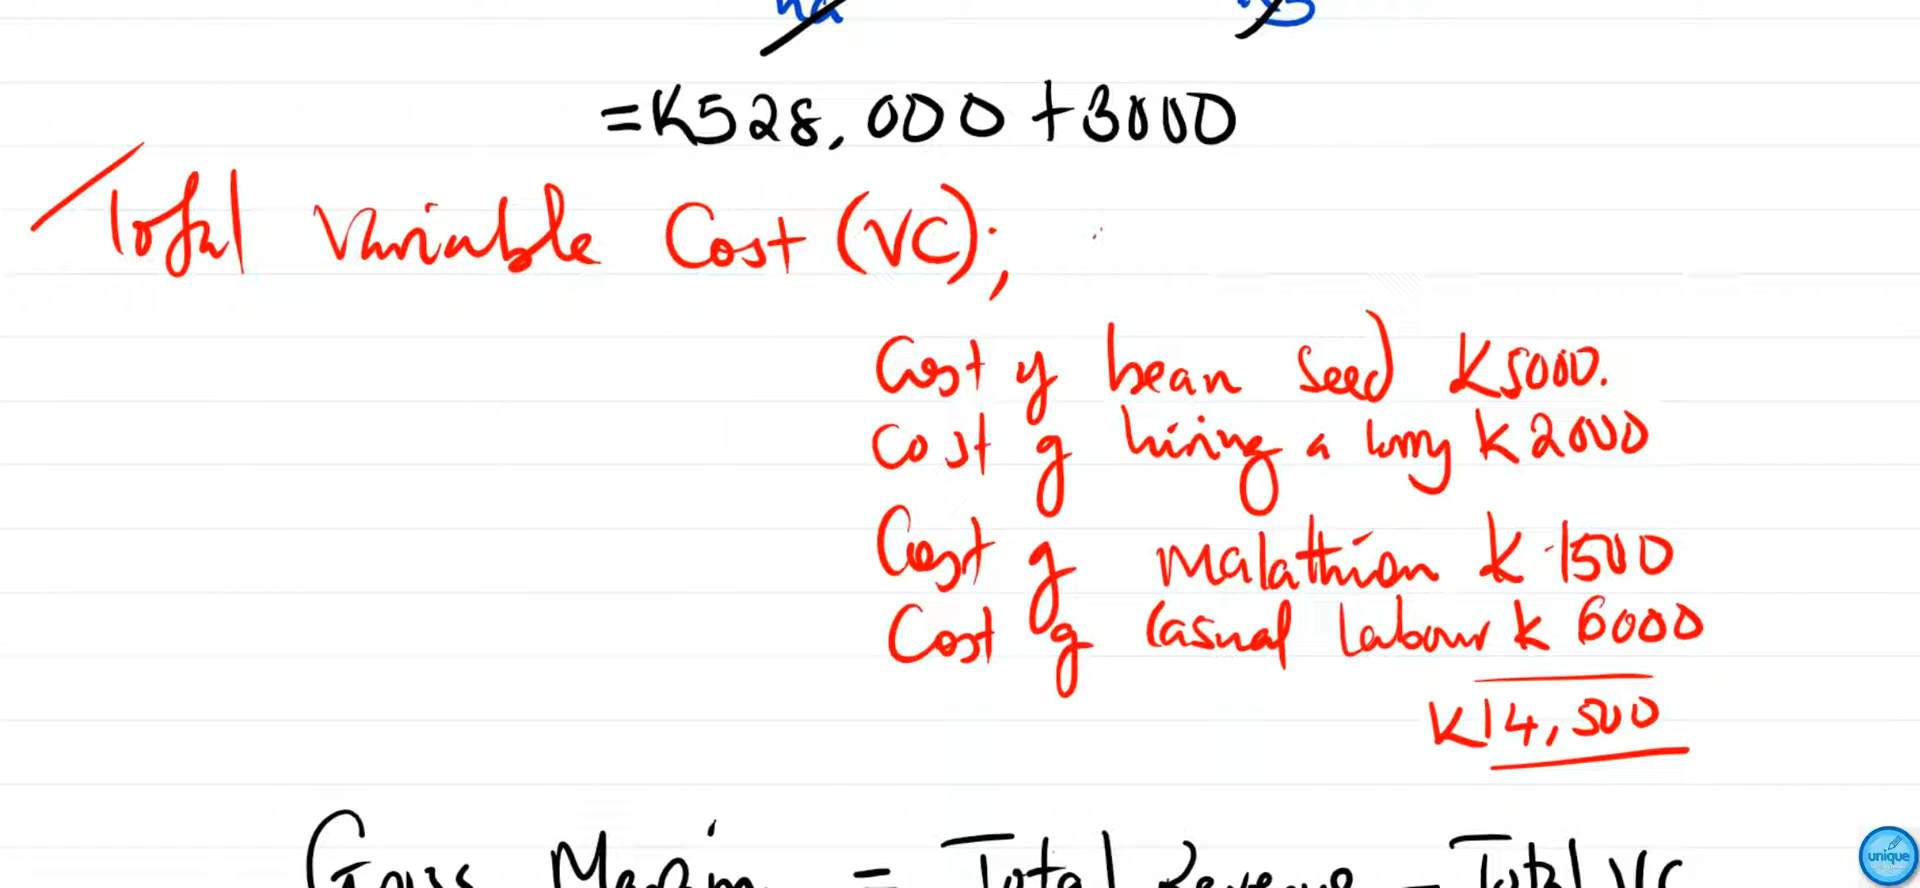 =K528,000+3000
Total Variable Cost (VC);
Cost of bean seed K5000.
Cost of hiring a lorry K2000
Cost of Malathion K1500
Cost of Casual labour K 6000
K14,500
Gross Margin = Total Revenue - Total VC
unique